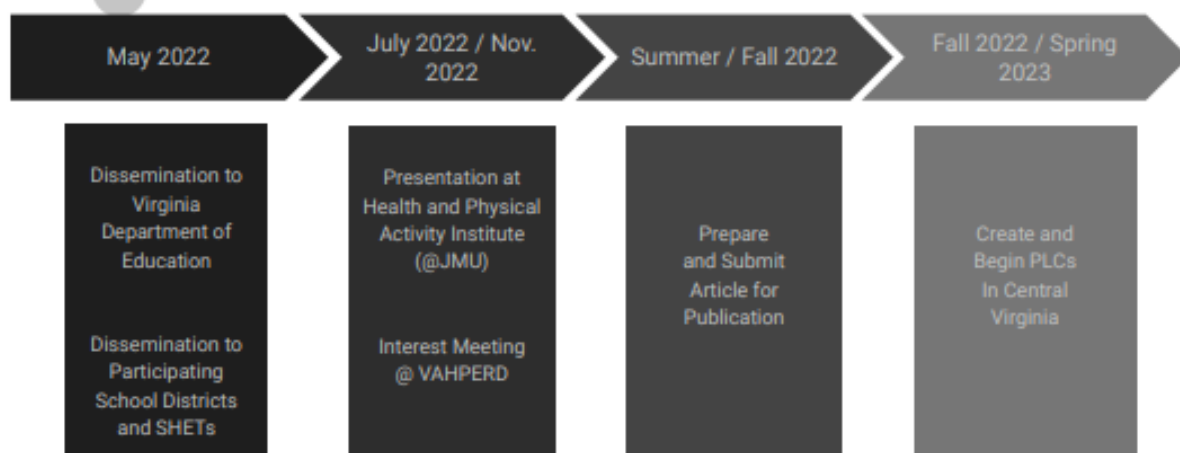 May 2022
July 2022 / Nov.
2022
Summer / Fall 2022
Fall 2022 / Spring
2023
Dissemination to
Virginia
Department of
Education
Dissemination to
Participating
School Districts
and SHETs
Presentation at
Health and Physical
Activity Institute
(@JMU)
Interest Meeting
@ VAHPERD
Prepare
and Submit
Article for
Publication
Create and
Begin PLCs
In Central
Virginia